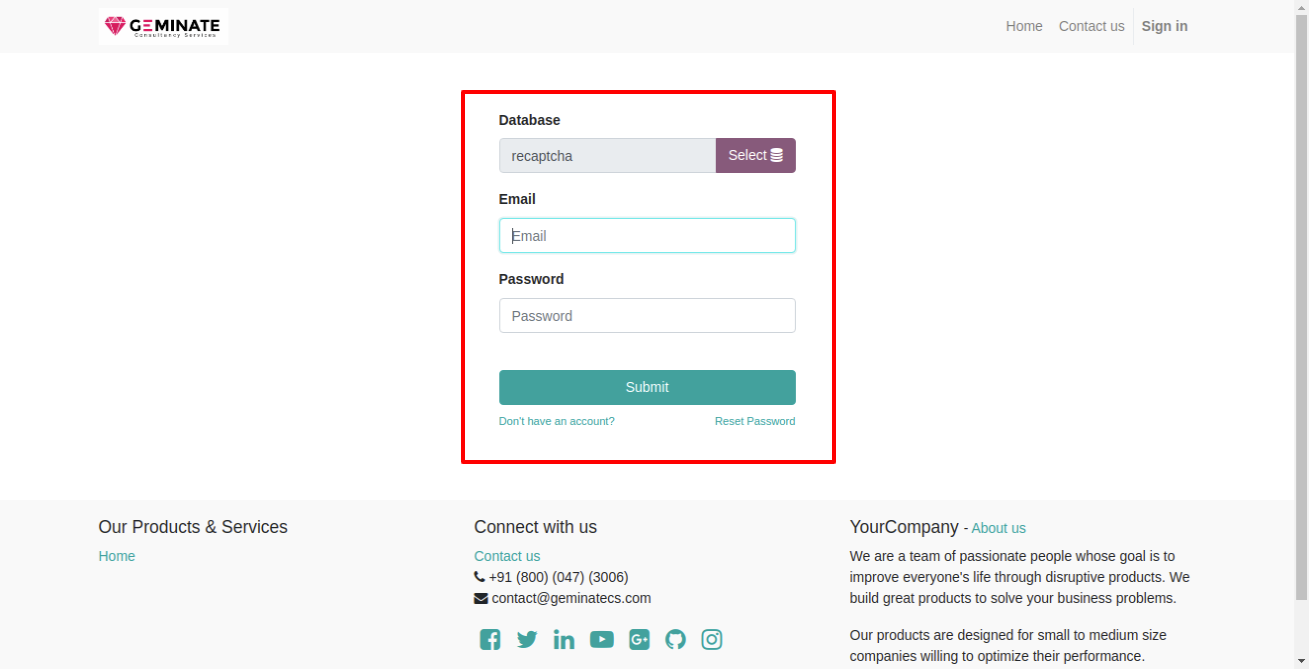 GEMINATE
Consultancy Services
Home Contact us Sign in
Database
recaptcha Select
Email
Email
Password
Password
Submit
Don't have an account? Reset Password
Our Products & Services
Home
Connect with us
Contact us
+91 (800) (047) (3006)
contact@geminatecs.com
YourCompany - About us
We are a team of passionate people whose goal is to
improve everyone's life through disruptive products. We
build great products to solve your business problems.
Our products are designed for small to medium size
companies willing to optimize their performance.